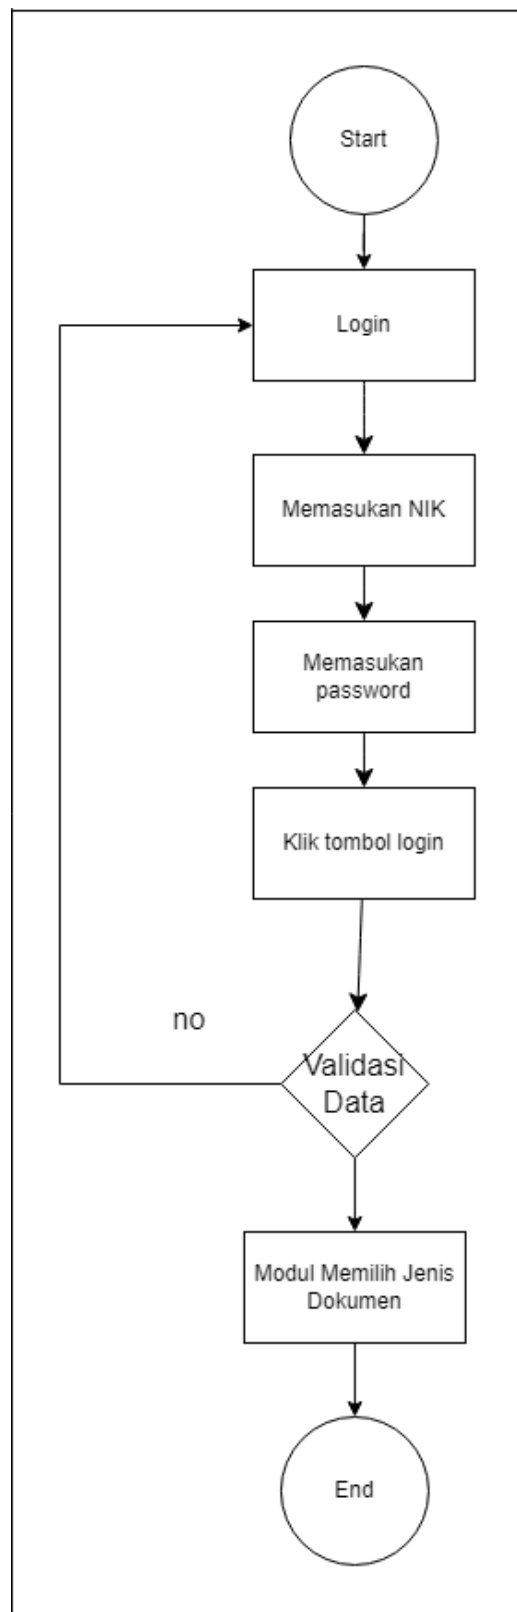 Start
Login
Memasukan NIK
Memasukan
password
Klik tombol login
no
Validasi
Data
Modul Memilih Jenis
Dokumen
End